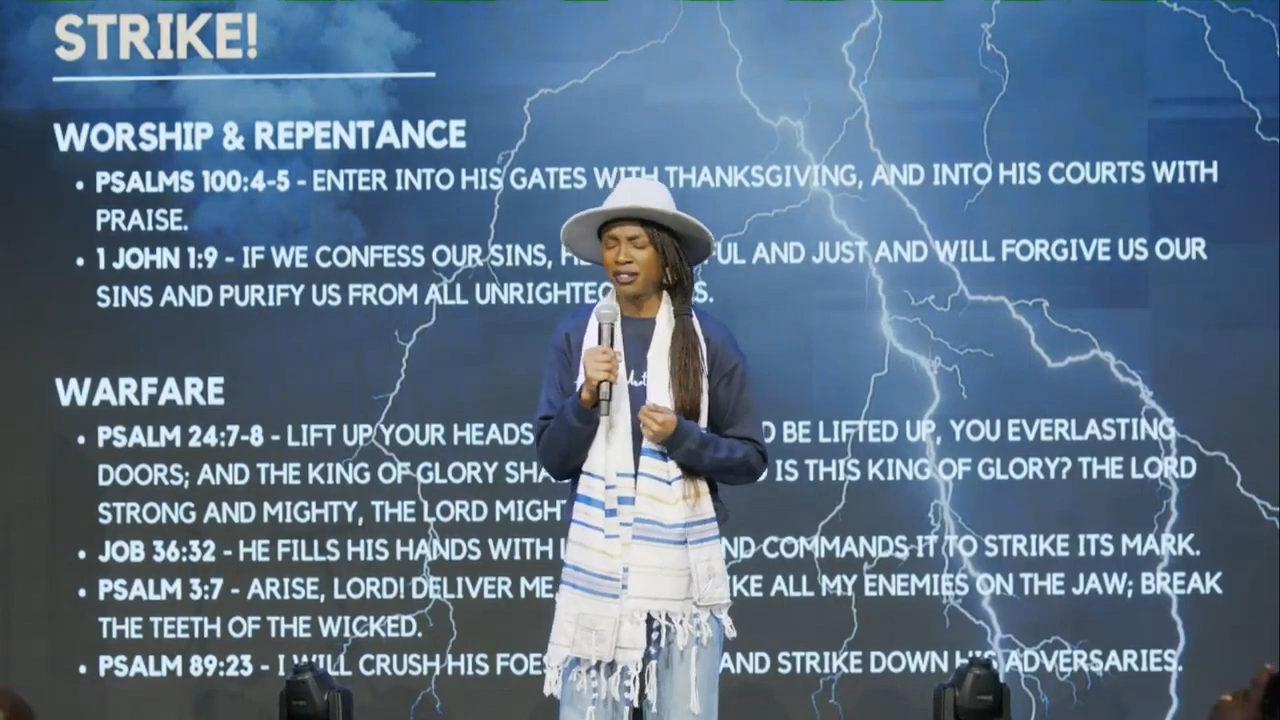 STRIKE!
WORSHIP & REPENTANCE
• PSALMS 100:4-5 - ENTER INTO HIS GATES WITH THANKSGIVING, AND INTO HIS COURTS WITH
PRAISE.
• 1 JOHN 1:9 - IF WE CONFESS OUR SINS, AND JUST AND WILL FORGIVE US OUR
SINS AND PURIFY US FROM ALL
WARFARE
• PSALM 24:7-8 - LIFT UP YOUR HEADS BE LIFTED UP, YOU EVERLASTING
DOORS; AND THE KING OF GLORY IS THIS KING OF GLORY? THE LORD
STRONG AND MIGHTY, THE LORD
• JOB 36:32 - HE FILLS HIS HANDS WITH COMMANDS IT TO STRIKE ITS MARK.
• PSALM 3:7 - ARISE, LORD! DELIVER ME ALL MY ENEMIES ON THE JAW; BREAK
THE TEETH OF THE WICKED.
• PSALM 89:23 - I WILL CRUSH HIS AND STRIKE DOWN HIS ADVERSARIES.